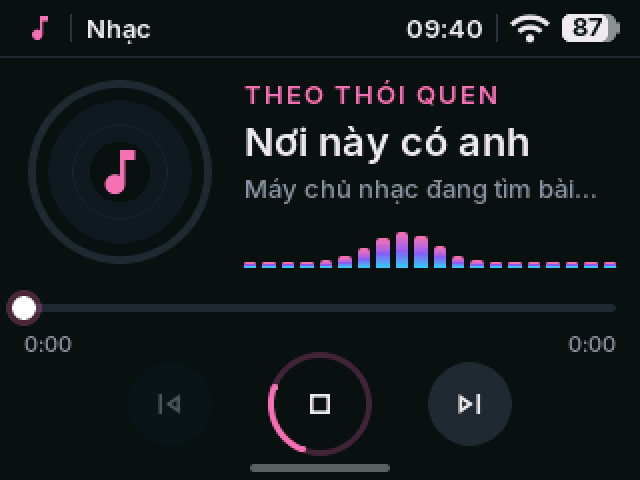 Nhạc
09:40
87
THEO THÓI QUEN
Nơi này có anh
Máy chủ nhạc đang tìm bài...
0:00
0:00